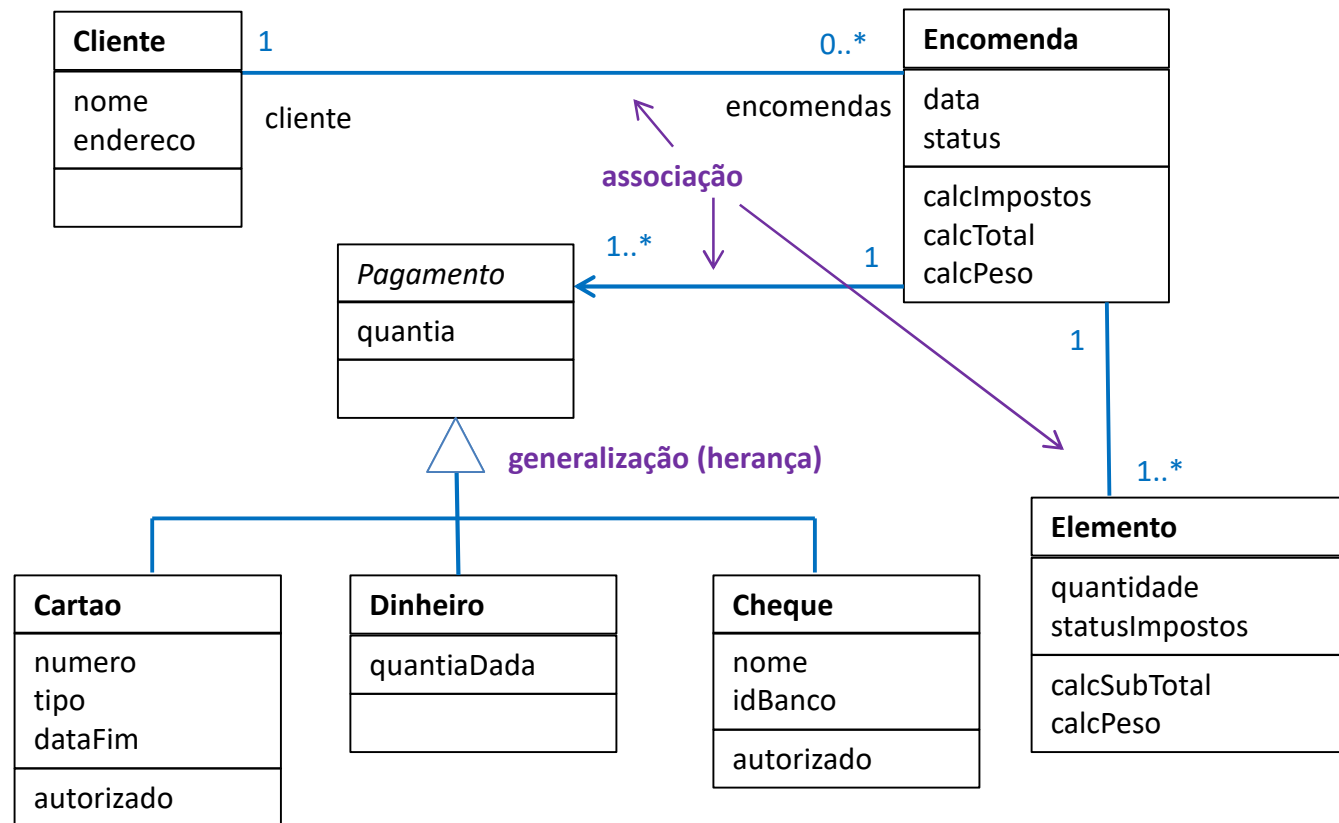 Cliente
nome
endereco
1
0..*
cliente
encomendas
Encomenda
data
status
calcImpostos
calcTotal
calcPeso
associação
1..*
1
Pagamento
quantia
1
generalização (herança)
1..*
Cartao
numero
tipo
dataFim
autorizado
Dinheiro
quantiaDada
Cheque
nome
idBanco
autorizado
Elemento
quantidade
statusImpostos
calcSubTotal
calcPeso